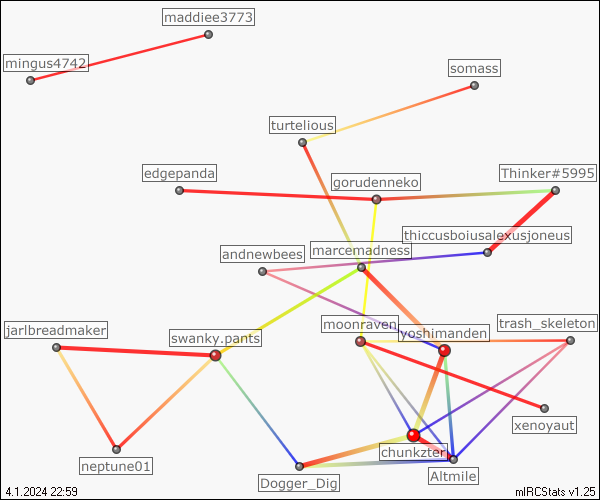 maddiee3773
mingus4742
somass
turtelious
edgepanda
gorudenneko
Thinker#5995
thiccusboiusalexusjoneus
andnewbees
marcemadness
jarlbreadmaker
swanky.pants
moonraven
yoshimanden
trash_skeleton
xenoyaut
neptune01
Dogger_Dig
chunkzter
Altmile
4.1.2024 22:59
mIRCStats v1.25